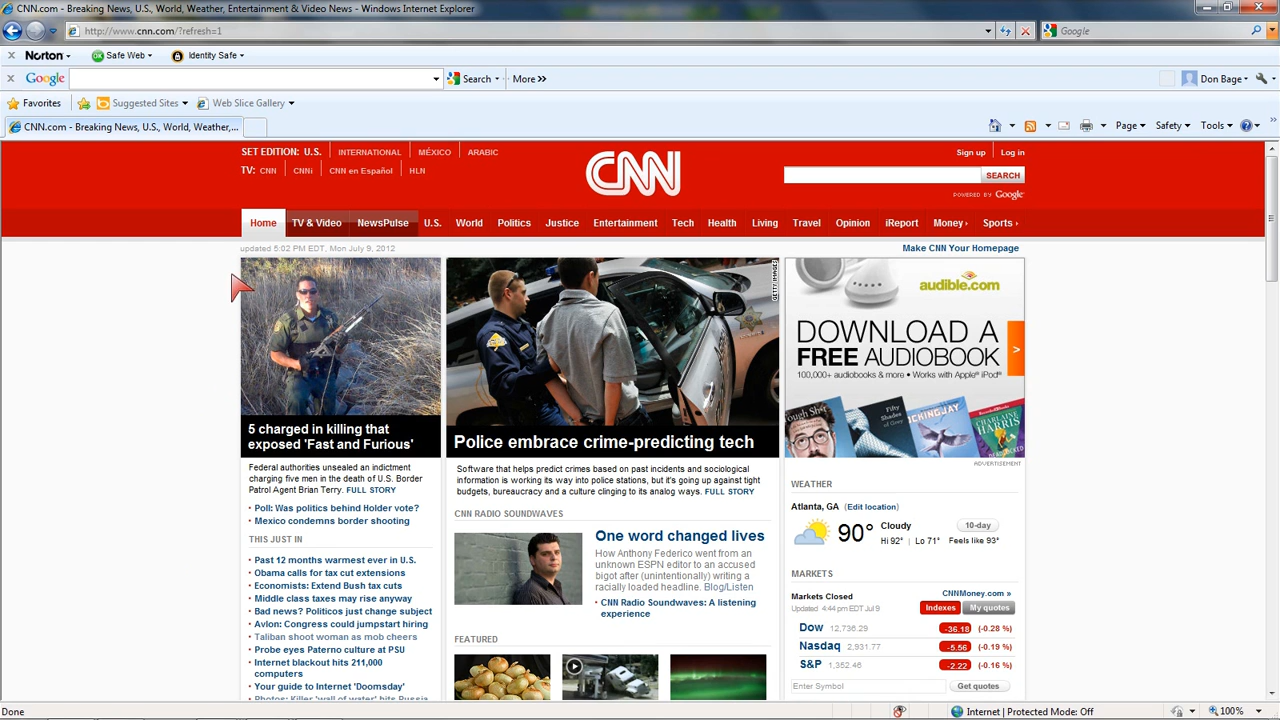 CNN.com - Breaking News, U.S., World, Weather, Entertainment & Video News - Windows Internet Explorer
http://www.cnn.com/?refresh=1
Google
x Norton
OK Safe Web
Identity Safe
x Google
Search
More »
Don Bage
Favorites
Suggested Sites
Web Slice Gallery
CNN.com - Breaking News, U.S., World, Weather,...
Page
Safety
Tools
SET EDITION: U.S. INTERNATIONAL MÉXICO ARABIC
TV: CNN CNNi CNN en Español HLN
CNN
Sign up Log in
SEARCH
POWERED BY Google
Home TV & Video NewsPulse U.S. World Politics Justice Entertainment Tech Health Living Travel Opinion iReport Money › Sports ›
updated 5:02 PM EDT, Mon July 9, 2012
Make CNN Your Homepage
5 charged in killing that
exposed 'Fast and Furious'
Federal authorities unsealed an indictment
charging five men in the death of U.S. Border
Patrol Agent Brian Terry. FULL STORY
Poll: Was politics behind Holder vote?
Mexico condemns border shooting
THIS JUST IN
Past 12 months warmest ever in U.S.
Obama calls for tax cut extensions
Economists: Extend Bush tax cuts
Middle class taxes may rise anyway
Bad news? Politicos just change subject
Avlon: Congress could jumpstart hiring
Taliban shoot woman as mob cheers
Probe eyes Paterno culture at PSU
Internet blackout hits 211,000
computers
Your guide to Internet 'Doomsday'
Photos: Killer 'wall of water' hits Russia
GETTY IMAGES
SHERIFF
Police embrace crime-predicting tech
Software that helps predict crimes based on past incidents and sociological
information is working its way into police stations, but it's going up against tight
budgets, bureaucracy and a culture clinging to its analog ways. FULL STORY
CNN RADIO SOUNDWAVES
One word changed lives
How Anthony Federico went from an
unknown ESPN editor to an accused
bigot after (unintentionally) writing a
racially loaded headline. Blog/Listen
CNN Radio Soundwaves: A listening
experience
FEATURED
audible.com
DOWNLOAD A
FREE AUDIOBOOK
>
100,000+ audiobooks & more • Works with Apple® iPod®
Fifty
Shades
of Grey
CHARLAINE
HARRIS
ADVERTISEMENT
WEATHER
Atlanta, GA (Edit location)
90° Cloudy 10-day
Hi 92° Lo 71° Feels like 93°
MARKETS
CNNMoney.com »
Markets Closed
Updated 4:44 pm EDT Jul 9
Indexes My quotes
Dow 12,736.29 -36.18 (-0.28 %)
Nasdaq 2,931.77 -5.56 (-0.19 %)
S&P 1,352.46 -2.22 (-0.16 %)
Enter Symbol Get quotes
Done
Internet | Protected Mode: Off
100%